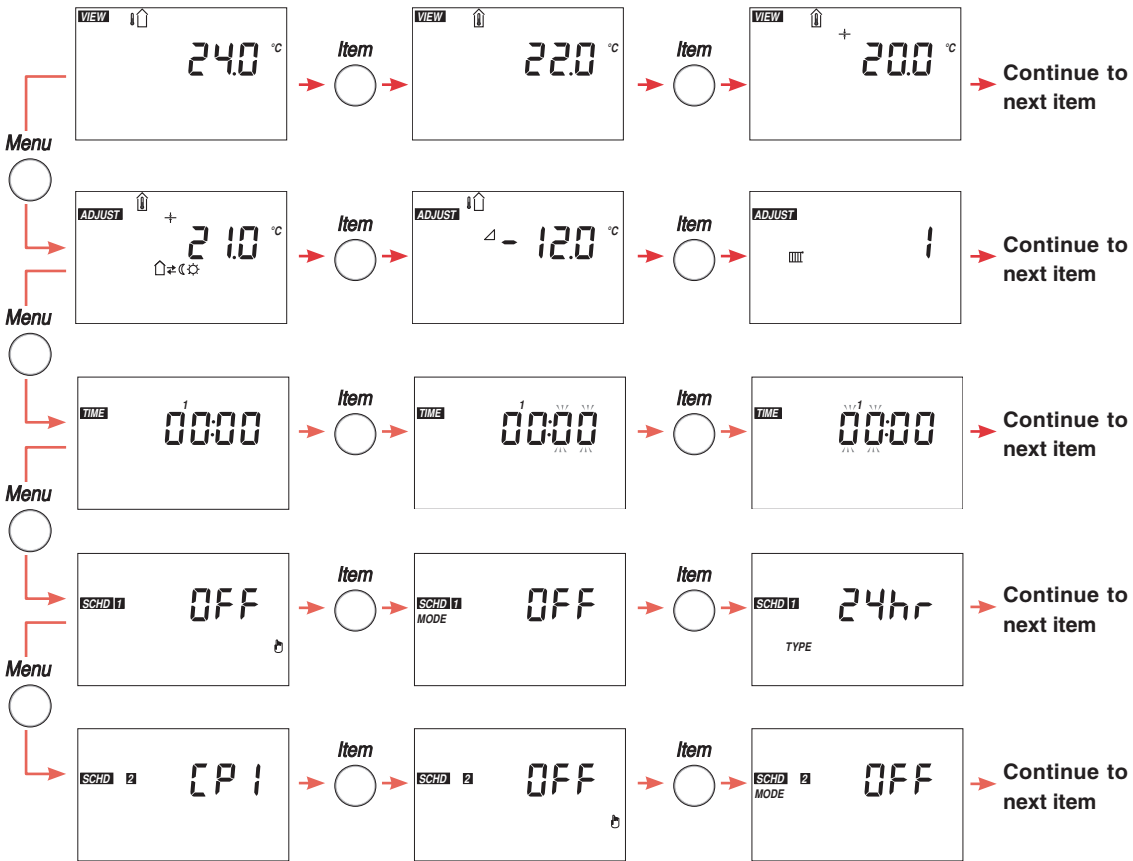 VIEW
24.0 °C
Item
VIEW
22.0 °C
Item
VIEW
20.0 °C
Continue to
next item
Menu
ADJUST
21.0 °C
Item
ADJUST
-12.0 °C
Item
ADJUST
1
Continue to
next item
Menu
TIME
1
00:00
Item
TIME
1
00:00
Item
TIME
1
00:00
Continue to
next item
Menu
SCHD 1
OFF
Item
SCHD 1
MODE
OFF
Item
SCHD 1
24hr
TYPE
Continue to
next item
Menu
SCHD 2
CP1
Item
SCHD 2
OFF
Item
SCHD 2
MODE
OFF
Continue to
next item